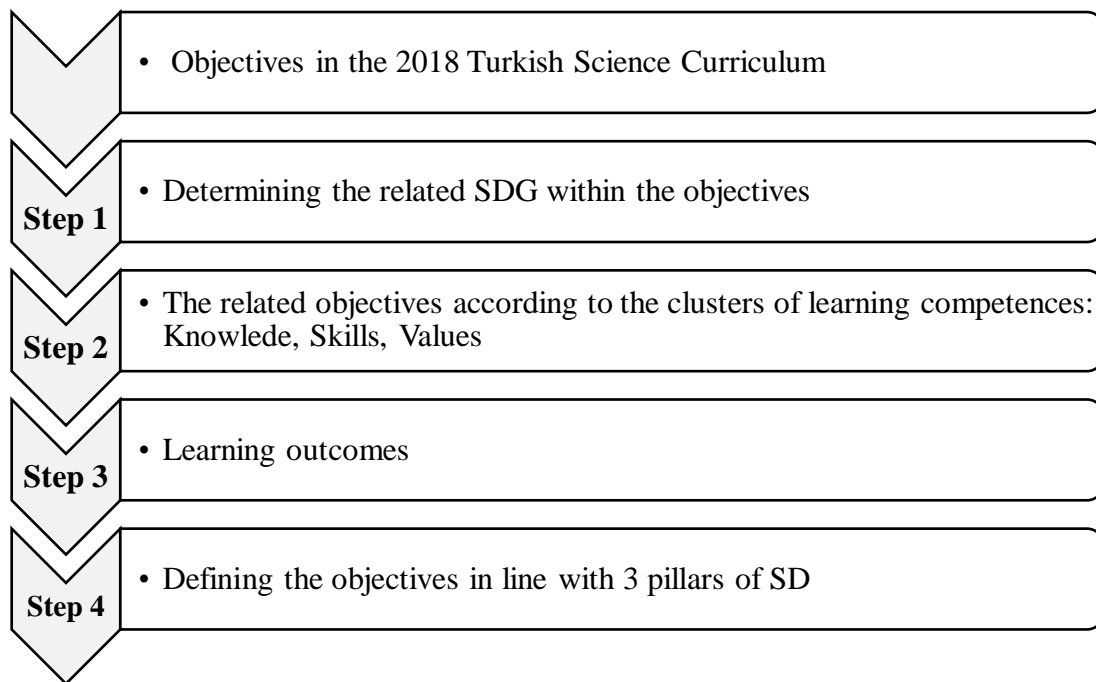 • Objectives in the 2018 Turkish Science Curriculum
Step 1
• Determining the related SDG within the objectives
Step 2
• The related objectives according to the clusters of learning competences:
Knowlede, Skills, Values
Step 3
• Learning outcomes
Step 4
• Defining the objectives in line with 3 pillars of SD